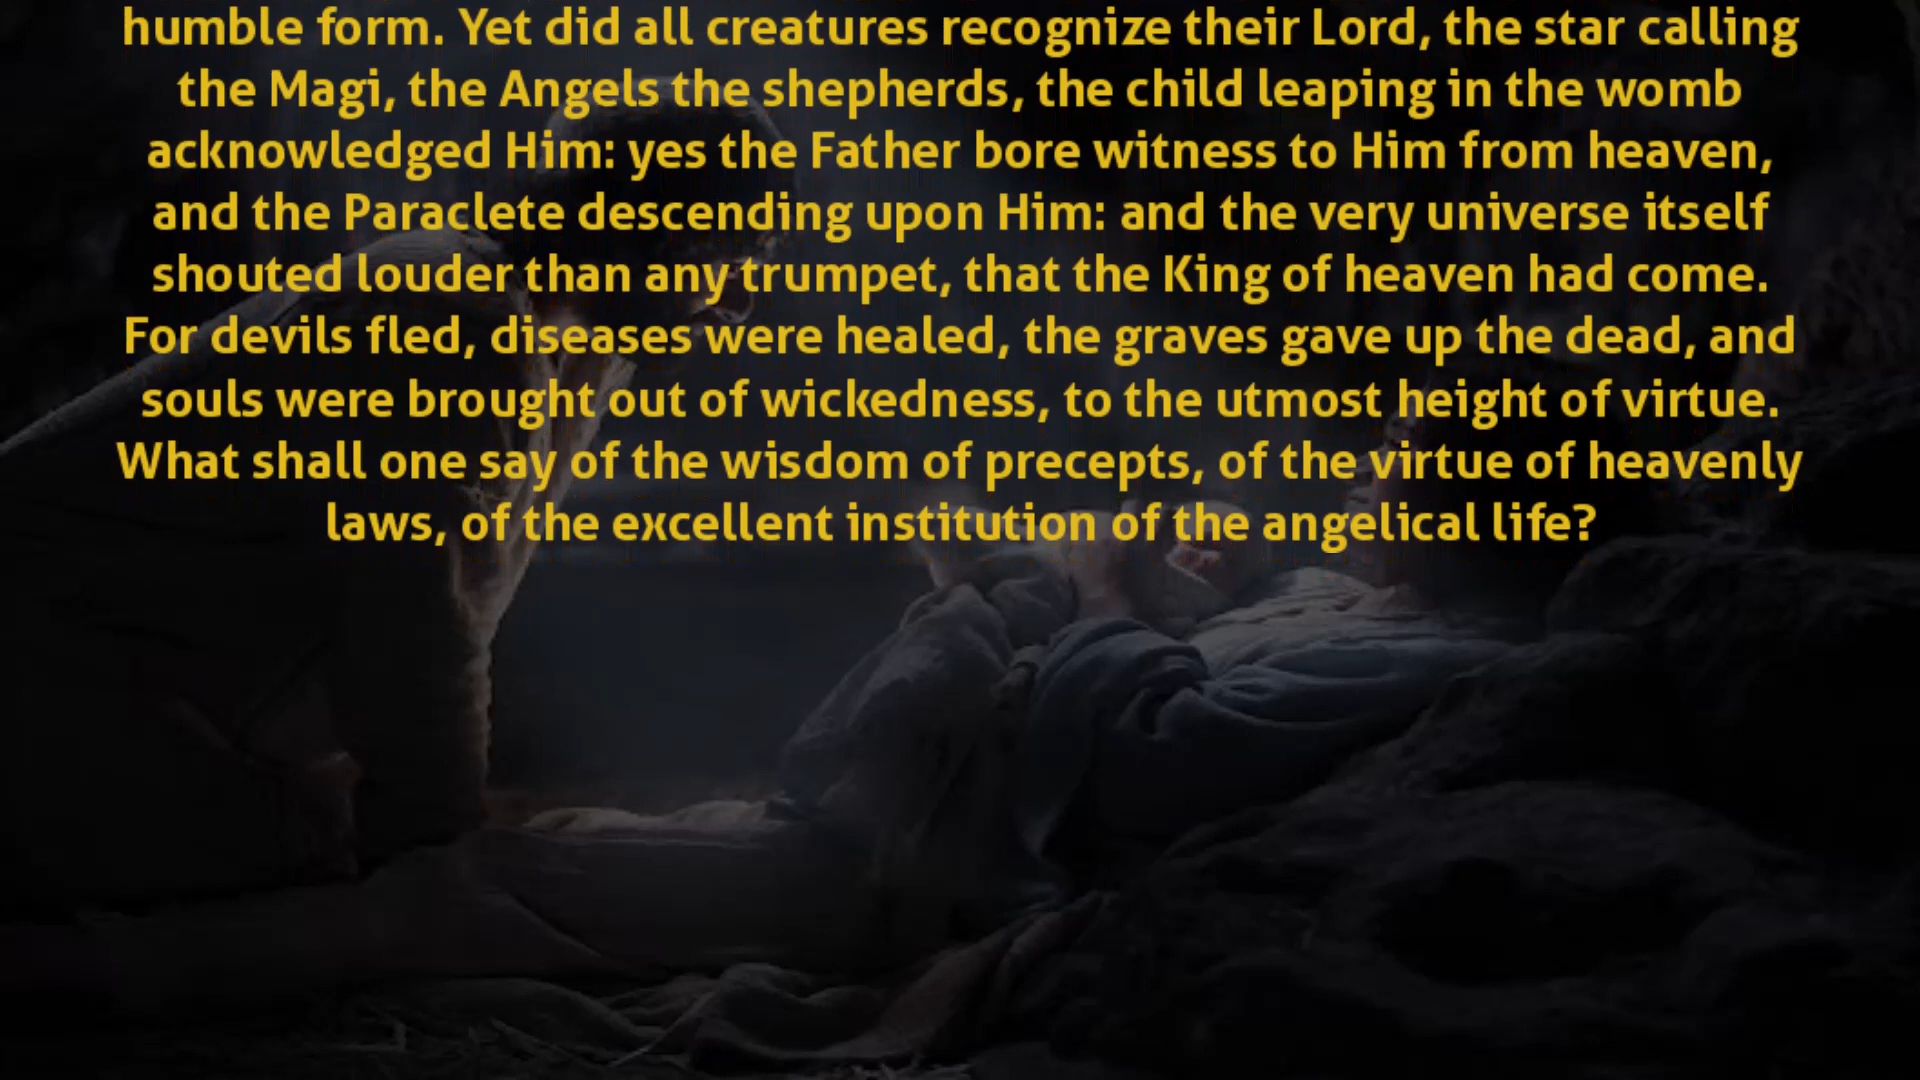 humble form. Yet did all creatures recognize their Lord, the star calling
the Magi, the Angels the shepherds, the child leaping in the womb
acknowledged Him: yes the Father bore witness to Him from heaven,
and the Paraclete descending upon Him: and the very universe itself
shouted louder than any trumpet, that the King of heaven had come.
For devils fled, diseases were healed, the graves gave up the dead, and
souls were brought out of wickedness, to the utmost height of virtue.
What shall one say of the wisdom of precepts, of the virtue of heavenly
laws, of the excellent institution of the angelical life?